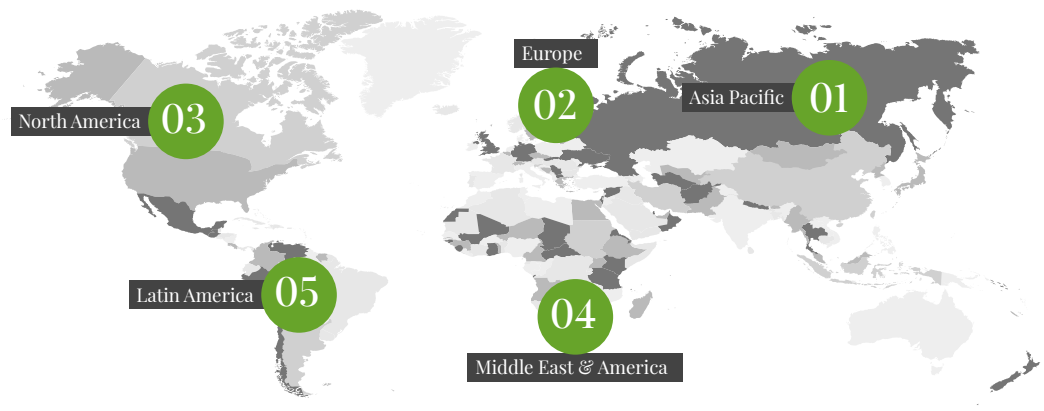 Europe
02
Asia Pacific
01
North America
03
Latin America
05
04
Middle East & America